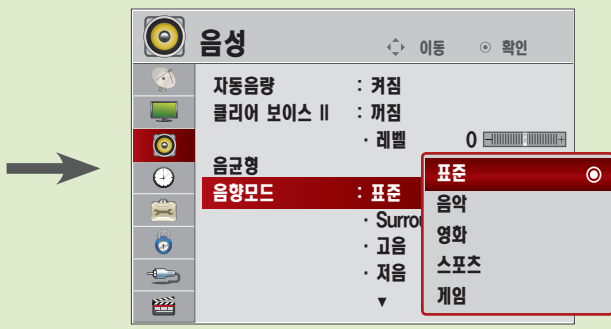 음성 이동 ⊙ 확인
자동음량 : 켜짐
클리어 보이스 II : 꺼짐
· 레벨 0
음균형
음향모드 : 표준
· Surrou
· 고음
· 저음
▼
표준
음악
영화
스포츠
게임